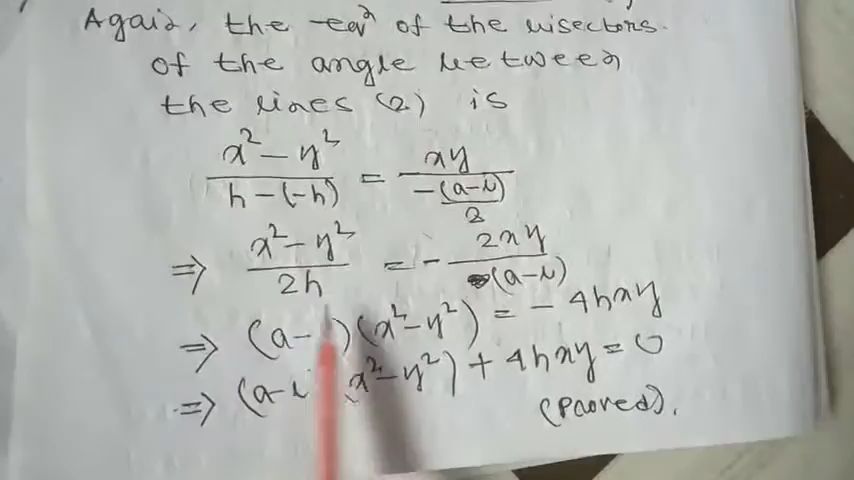 Again, the eqⁿ of the bisectors
of the angle between
the lines (2) is
x² - y² / h - (-h) = xy / -(a-b)/2
⇒ x² - y² / 2h = - 2xy / (a-b)
⇒ (a- )(x² - y²) = - 4hxy
⇒ (a-b (x² - y²) + 4hxy = 0
(Proved).